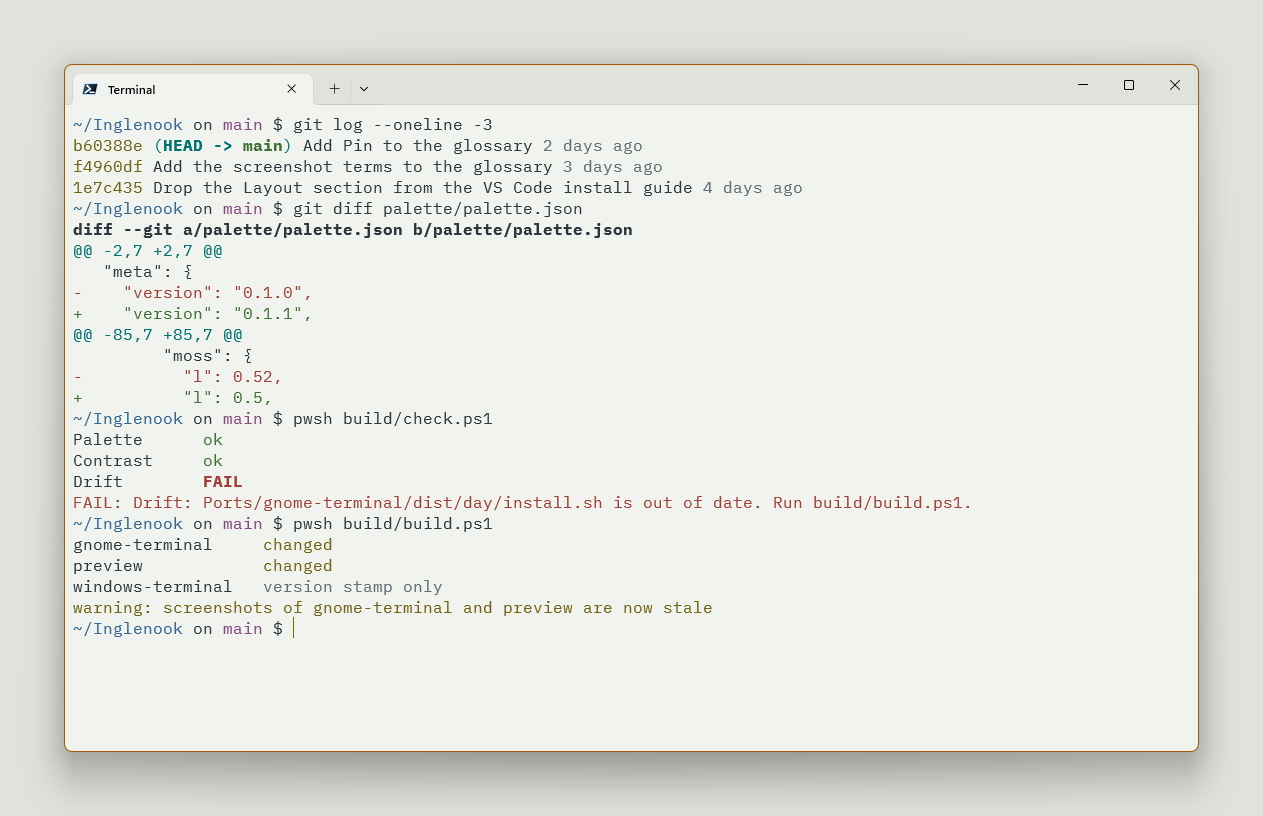 Terminal
~/Inglenook on main $ git log --oneline -3
b60388e (HEAD -> main) Add Pin to the glossary 2 days ago
f4960df Add the screenshot terms to the glossary 3 days ago
1e7c435 Drop the Layout section from the VS Code install guide 4 days ago
~/Inglenook on main $ git diff palette/palette.json
diff --git a/palette/palette.json b/palette/palette.json
@@ -2,7 +2,7 @@
   "meta": {
-    "version": "0.1.0",
+    "version": "0.1.1",
@@ -85,7 +85,7 @@
         "moss": {
-          "l": 0.52,
+          "l": 0.5,
~/Inglenook on main $ pwsh build/check.ps1
Palette      ok
Contrast     ok
Drift        FAIL
FAIL: Drift: Ports/gnome-terminal/dist/day/install.sh is out of date. Run build/build.ps1.
~/Inglenook on main $ pwsh build/build.ps1
gnome-terminal     changed
preview            changed
windows-terminal   version stamp only
warning: screenshots of gnome-terminal and preview are now stale
~/Inglenook on main $